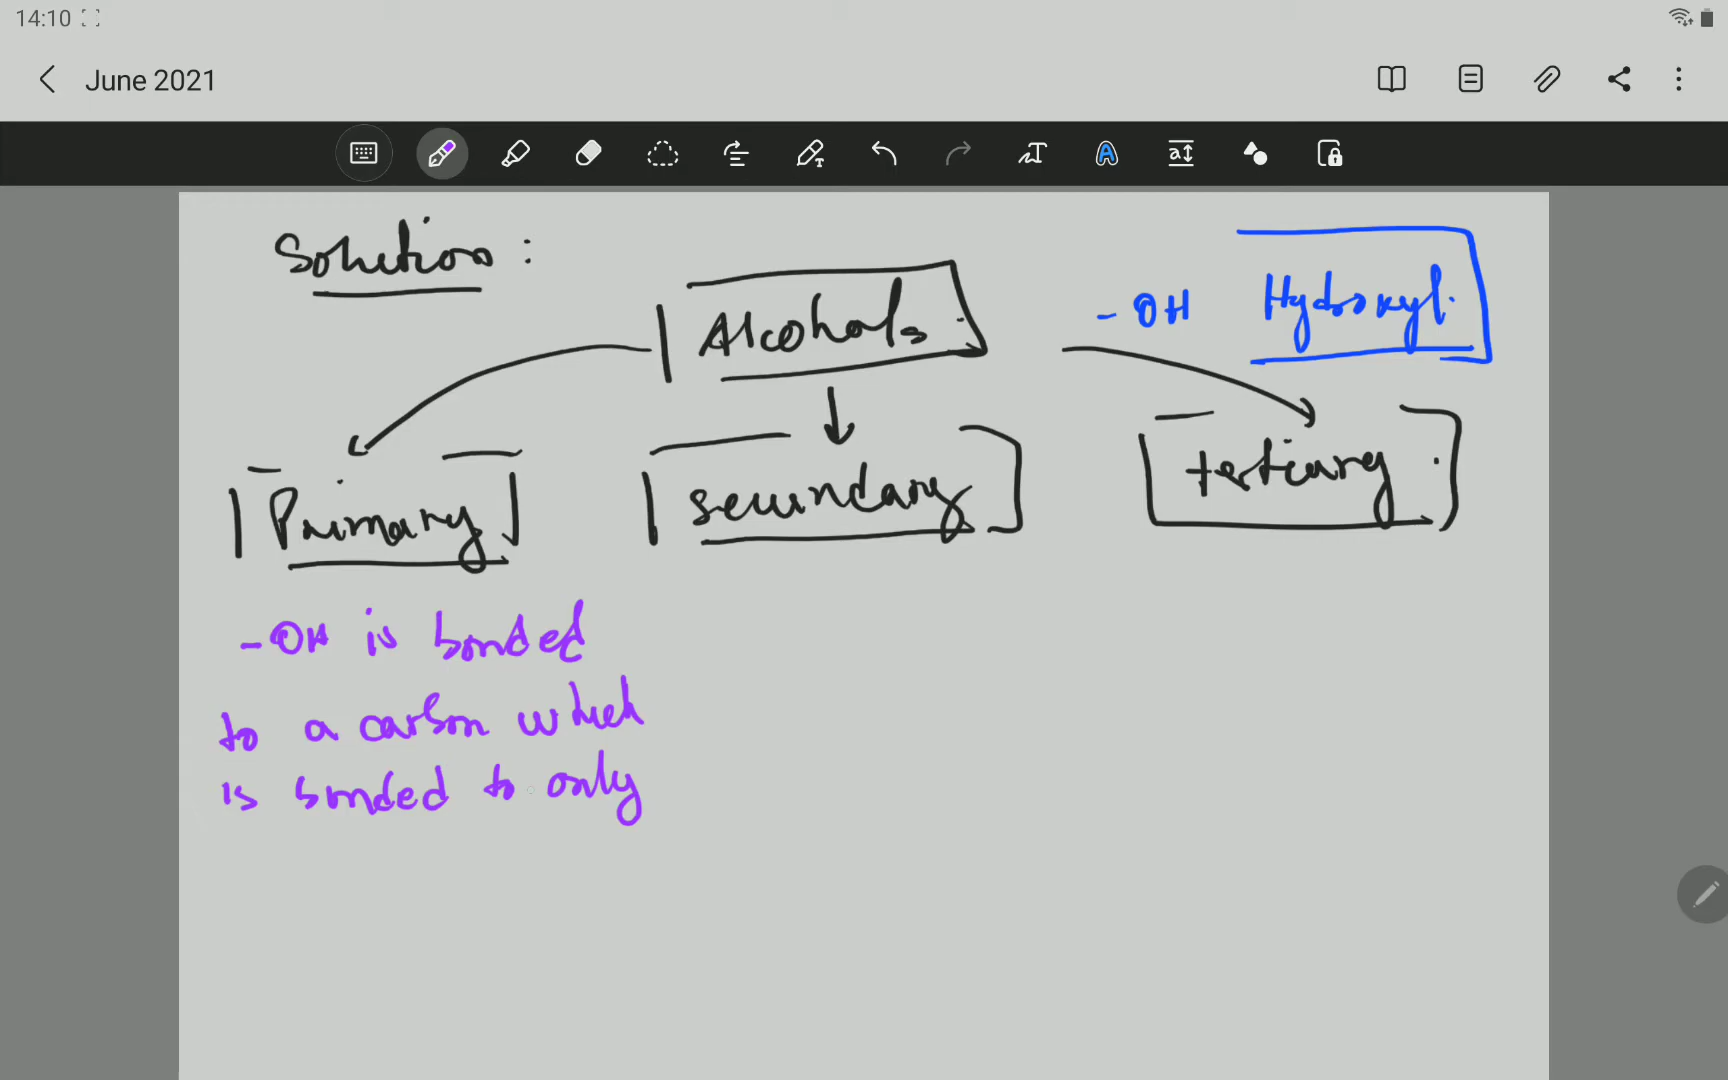 14:10
June 2021
Solution :
Alcohols
- OH Hydroxyl.
Primary
secondary
tertiary
- OH is bonded
to a carbon which
is bonded to only